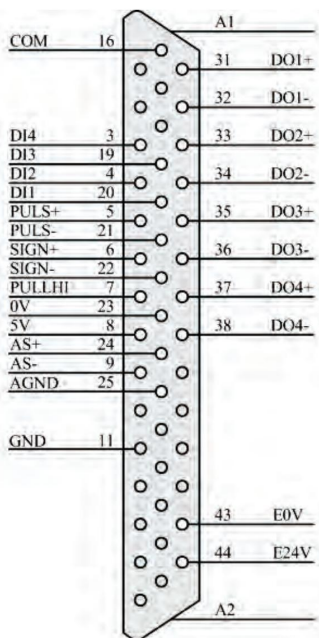 A1
COM 16
31 DO1+
32 DO1-
DI4 3
33 DO2+
DI3 19
DI2 4
34 DO2-
DI1 20
PULS+ 5
35 DO3+
PULS- 21
SIGN+ 6
36 DO3-
SIGN- 22
PULLHI 7
37 DO4+
0V 23
5V 8
38 DO4-
AS+ 24
AS- 9
AGND 25
GND 11
43 E0V
44 E24V
A2